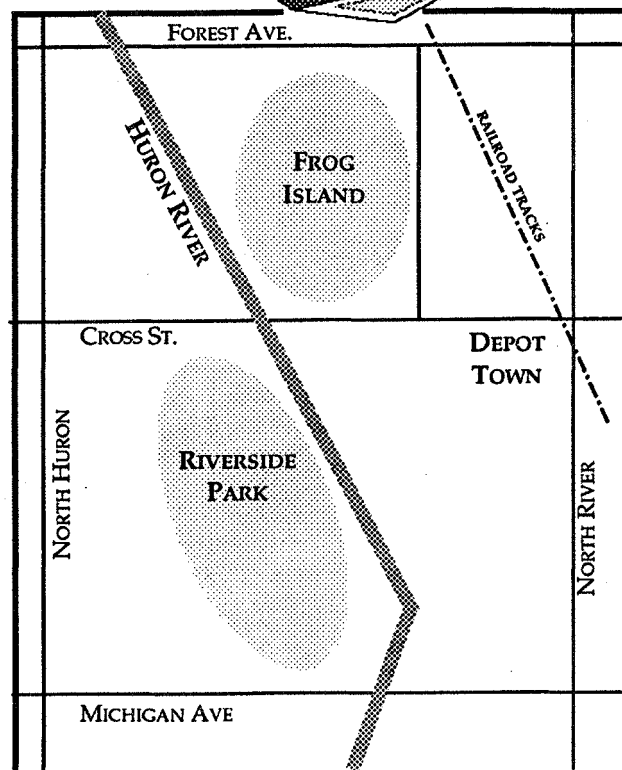 FOREST AVE.
HURON RIVER
FROG
ISLAND
RAILROAD TRACKS
CROSS ST.
DEPOT
TOWN
RIVERSIDE
PARK
NORTH HURON
NORTH RIVER
MICHIGAN AVE